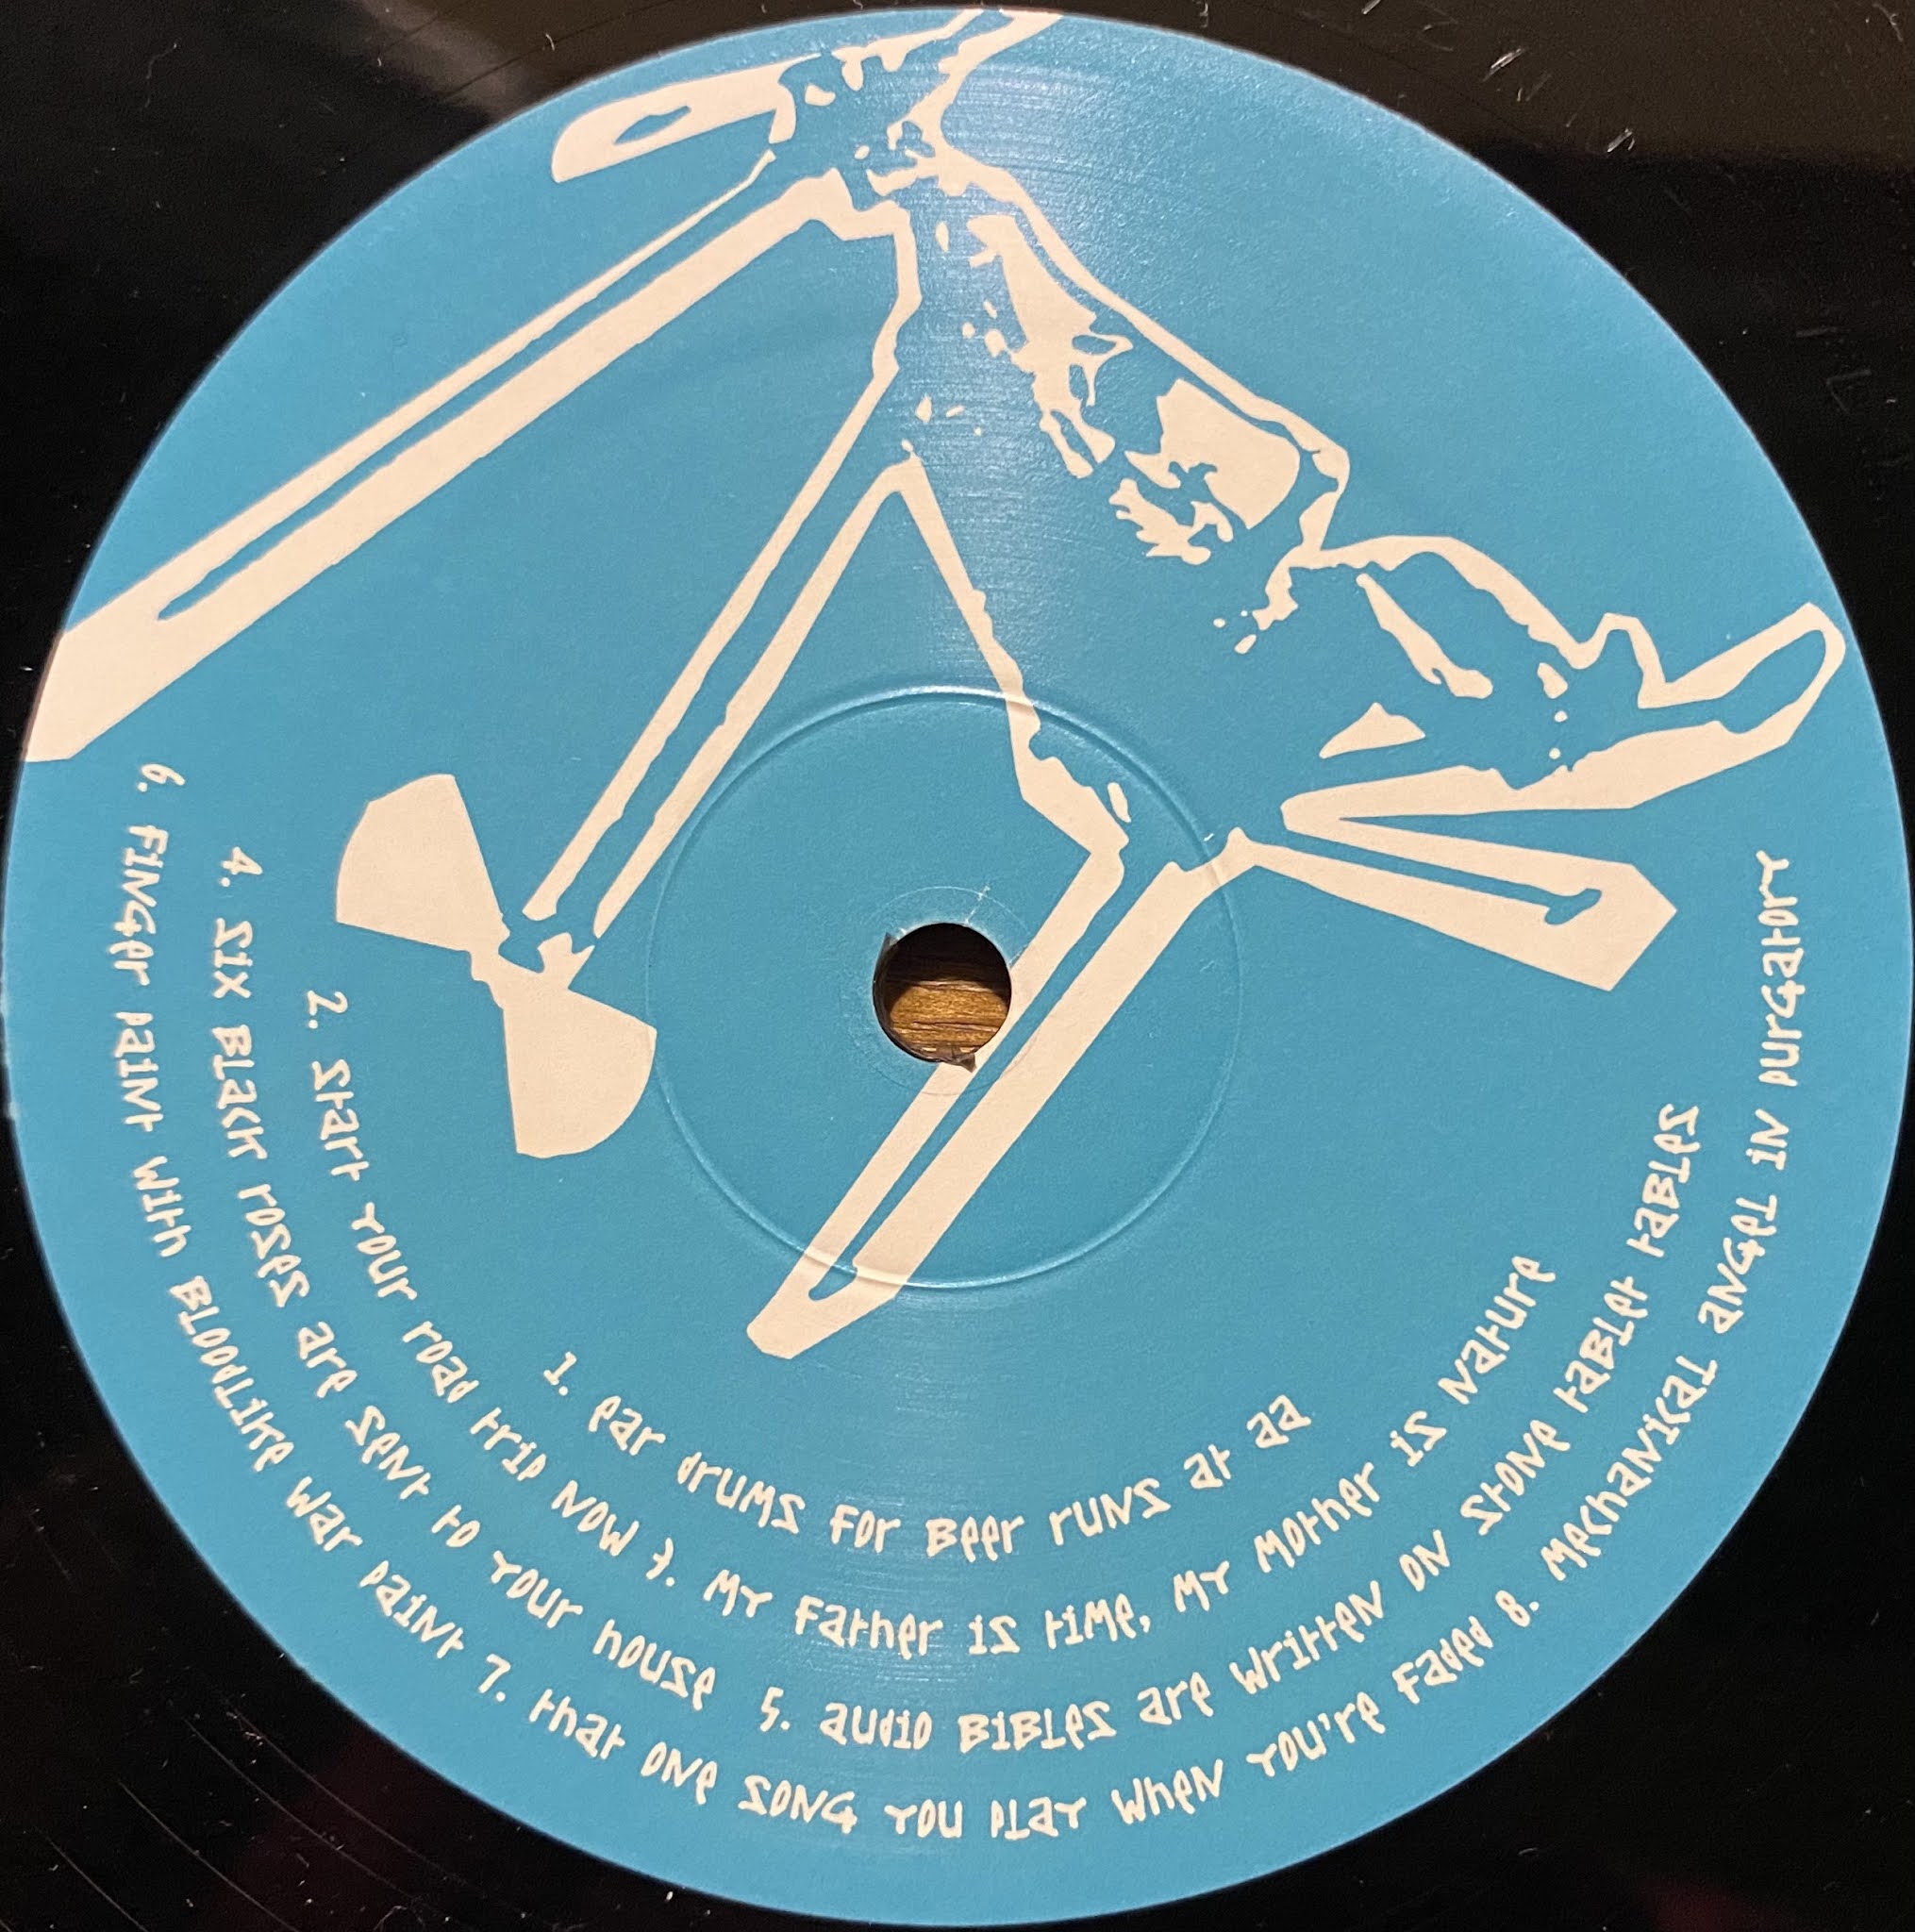 1. ear drums for Beer runs at aa
2. start your road trip now 3. my father is time, my mother is nature
4. six Black roses are sent to your house 5. audio BiBles are written on stone taBlet taBles
6. finger paint with Bloodlike war paint 7. that one song you play when you're faded 8. mechanical angel in purgatory